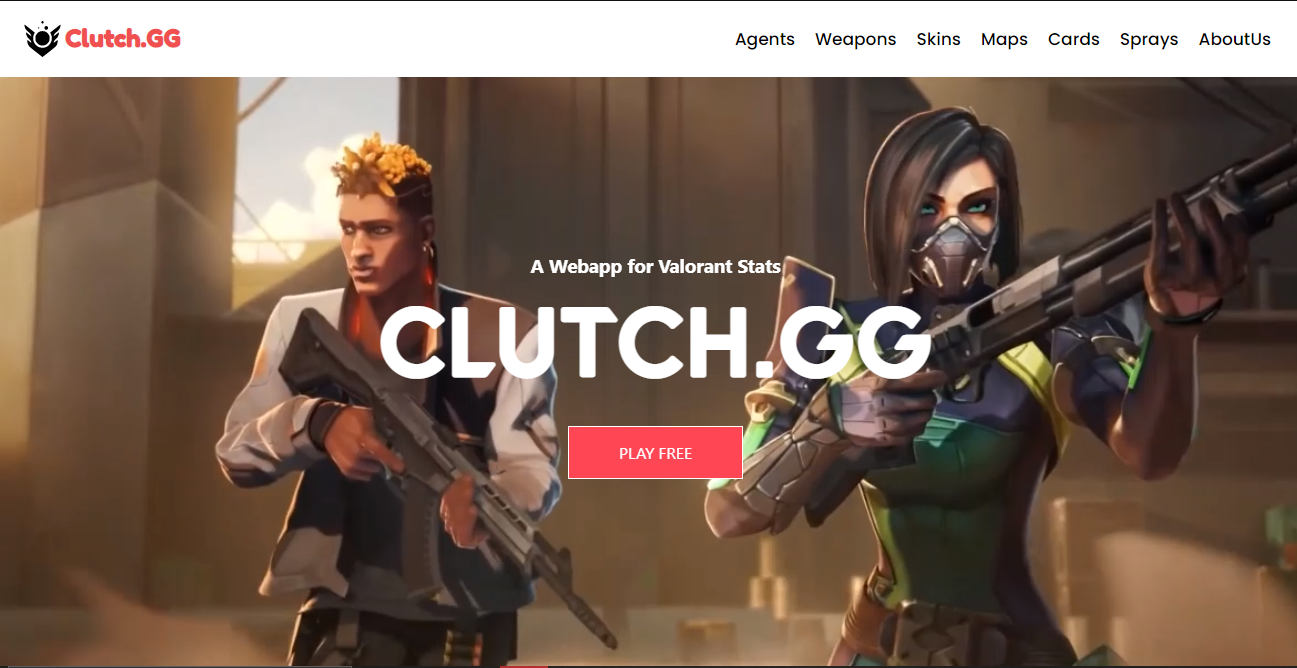 Clutch.GG
Agents Weapons Skins Maps Cards Sprays AboutUs
A Webapp for Valorant Stats
CLUTCH.GG
PLAY FREE